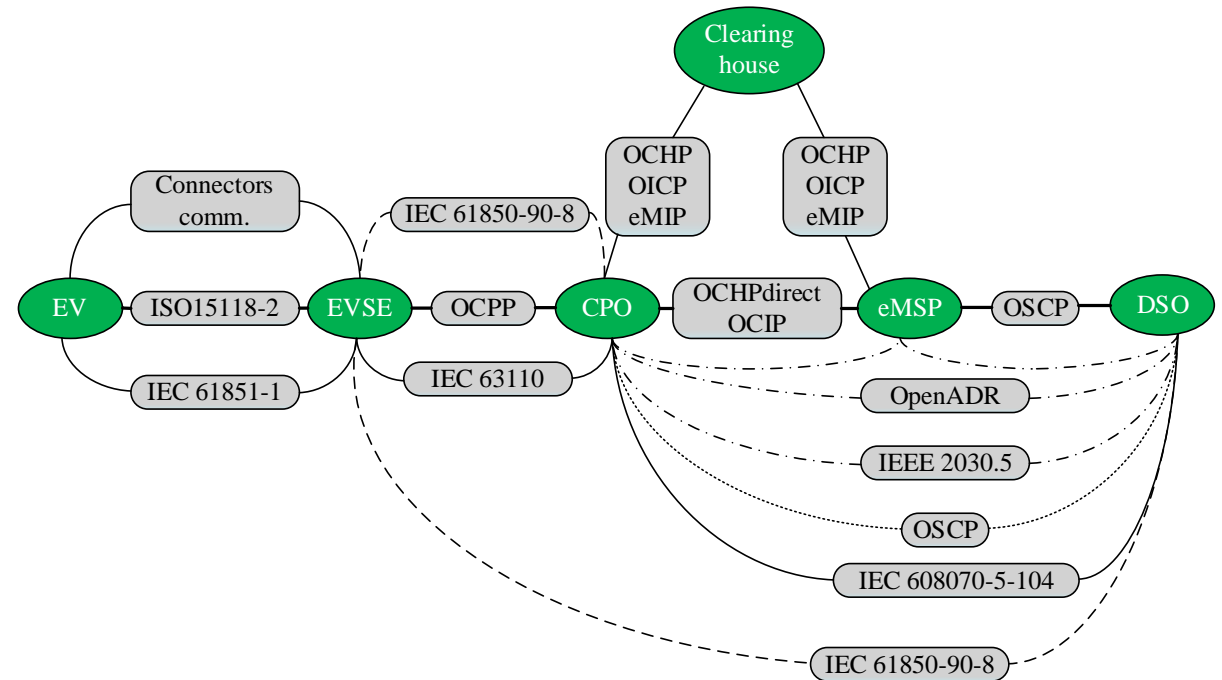 Clearing
house
OCHP
OICP
eMIP
OCHP
OICP
eMIP
Connectors
comm.
IEC 61850-90-8
EV
ISO15118-2
EVSE
OCPP
CPO
OCHPdirect
OCIP
eMSP
OSCP
DSO
IEC 61851-1
IEC 63110
OpenADR
IEEE 2030.5
OSCP
IEC 608070-5-104
IEC 61850-90-8